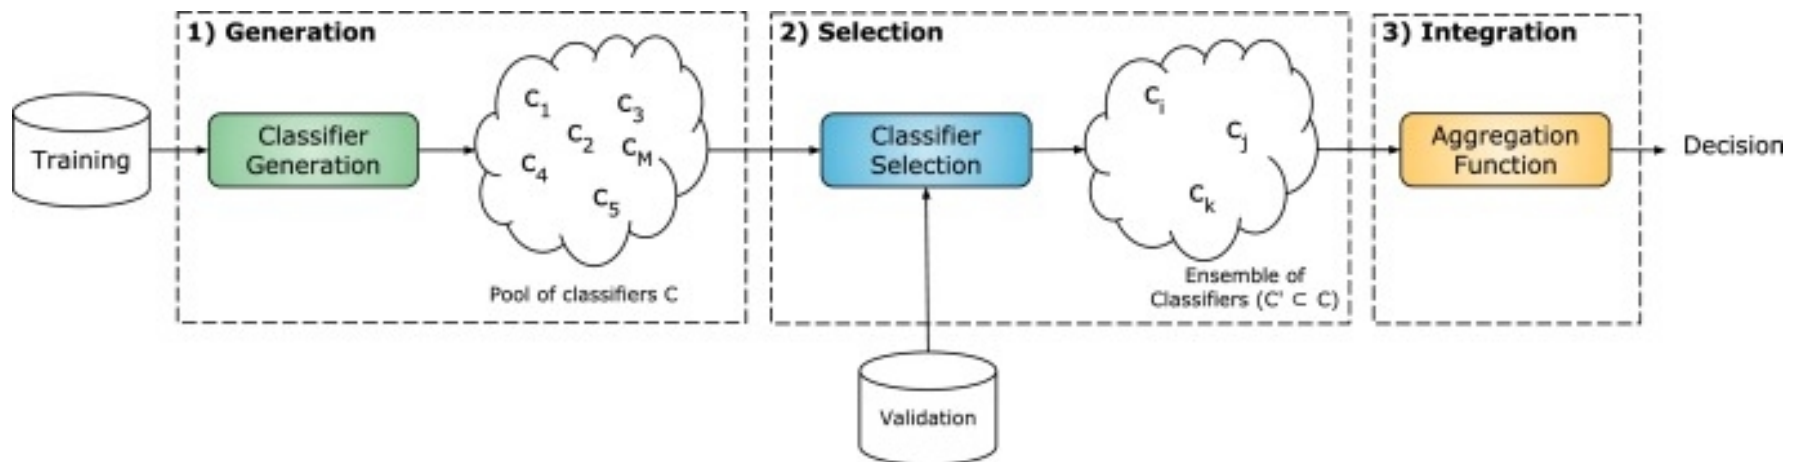 1) Generation
2) Selection
3) Integration
Training
Classifier
Generation
C1
C3
C2
CM
C4
C5
Pool of classifiers C
Classifier
Selection
Ci
Cj
Ck
Ensemble of
Classifiers (C' ⊂ C)
Aggregation
Function
Decision
Validation